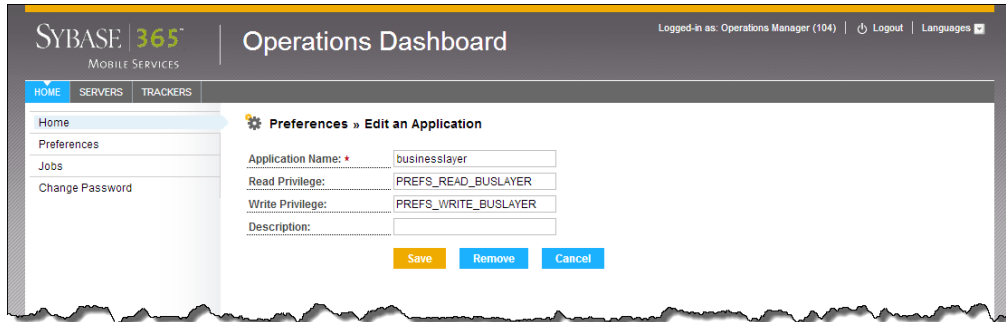 SYBASE 365
MOBILE SERVICES
Operations Dashboard
Logged-in as: Operations Manager (104) | Logout | Languages
HOME SERVERS TRACKERS
Home
Preferences
Jobs
Change Password
Preferences » Edit an Application
Application Name: * businesslayer
Read Privilege: PREFS_READ_BUSLAYER
Write Privilege: PREFS_WRITE_BUSLAYER
Description:
Save Remove Cancel